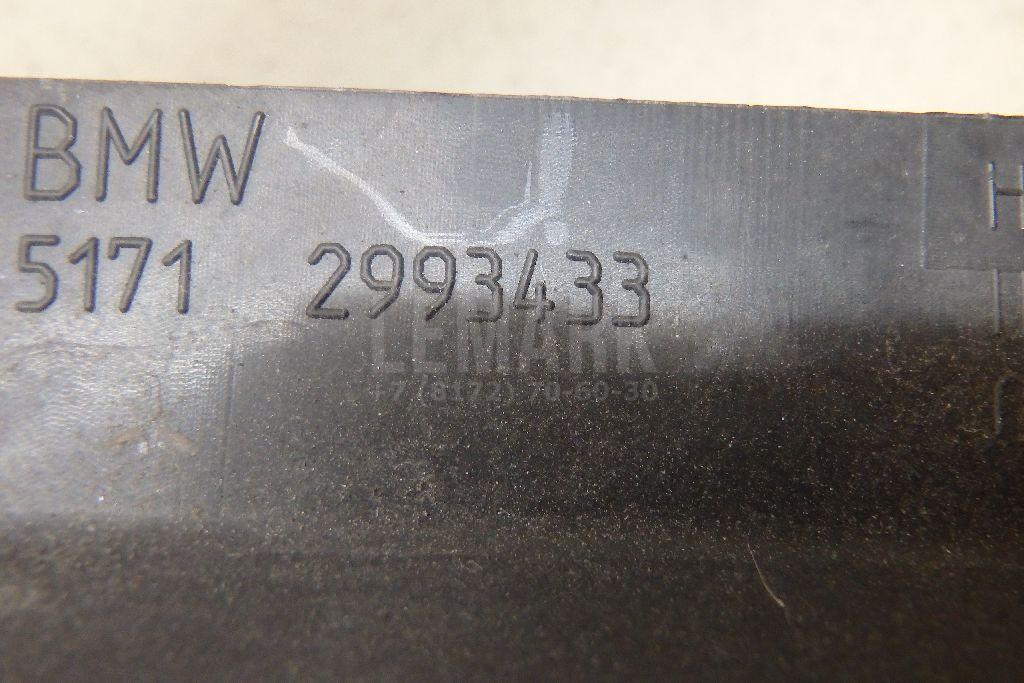 BMW
5171 2993433
LEMARK
+7 (8172) 70-60-30